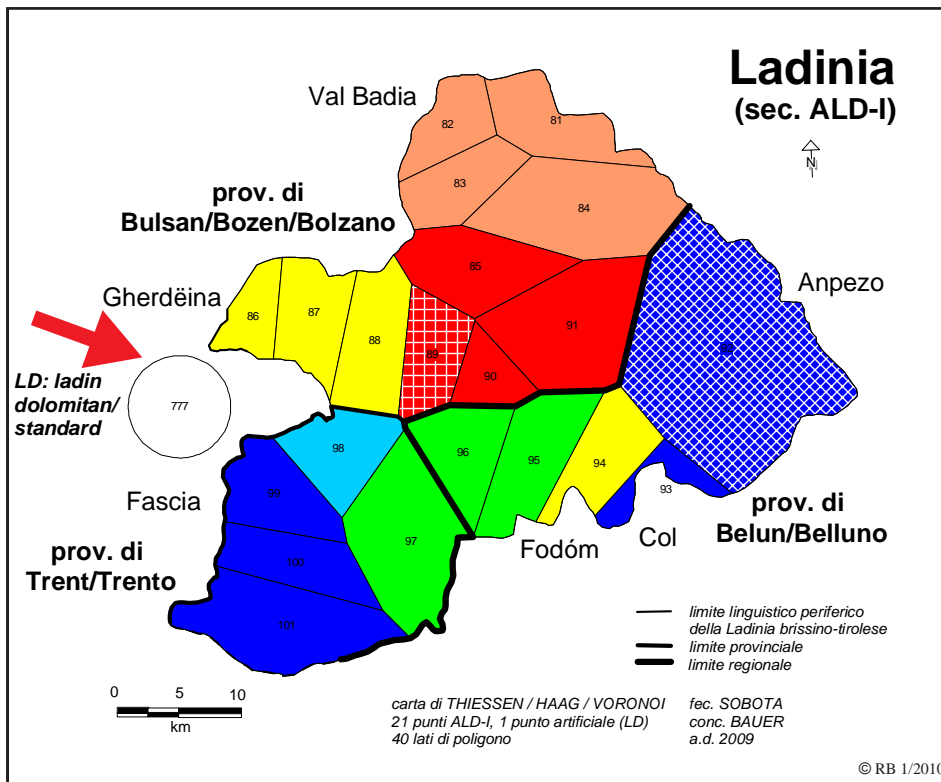 Ladinia
(sec. ALD-I)
N
Val Badia
82
81
83
84
prov. di
Bulsan/Bozen/Bolzano
85
Anpezo
Gherdëina
86
87
88
89
91
90
LD: ladin
dolomitan/
standard
777
98
96
95
94
93
Fascia
99
97
100
101
prov. di
Trent/Trento
Fodóm
Col
prov. di
Belun/Belluno
limite linguistico periferico
della Ladinia brissino-tirolese
limite provinciale
limite regionale
0 5 10
km
carta di THIESSEN / HAAG / VORONOI
21 punti ALD-I, 1 punto artificiale (LD)
40 lati di poligono
fec. SOBOTA
conc. BAUER
a.d. 2009
© RB 1/2010